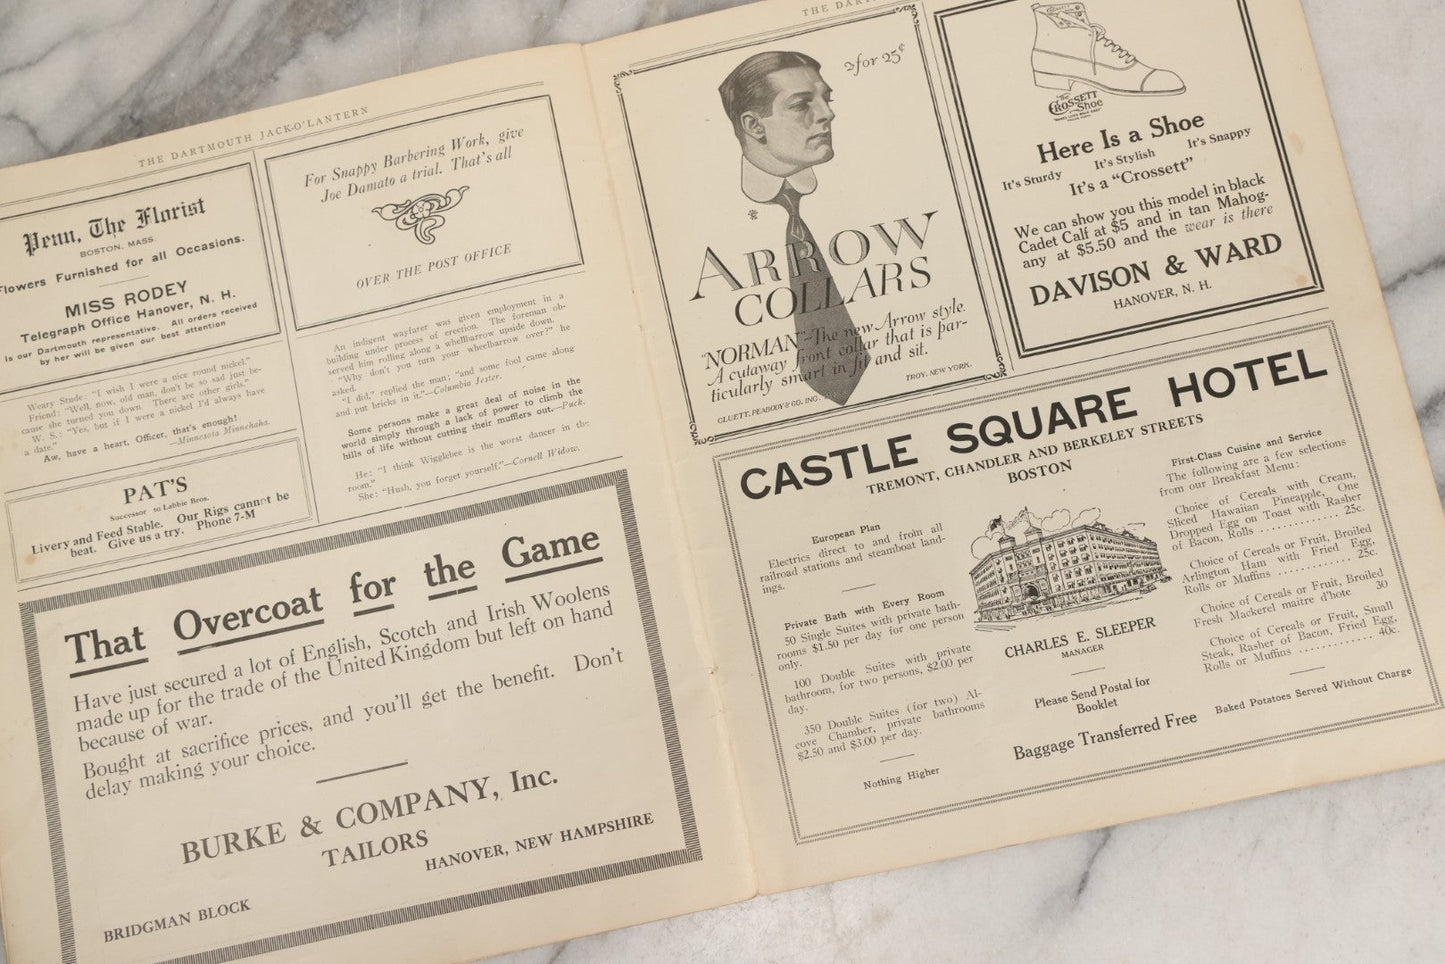 THE DARTMOUTH JACK-O'LANTERN
Penn, The Florist
BOSTON, MASS.
Flowers Furnished for all Occasions.
MISS RODEY
Telegraph Office Hanover, N. H.
Is our Dartmouth representative. All orders received
by her will be given our best attention
Weary Stude: "I wish I were a nice round nickel."
Friend: "Well, now, old man, don't be so sad just be-
cause she turned you down. There are other girls."
W. S.: "Yes, but if I were a nickel I'd always have
a date."
Aw, have a heart, Officer, that's enough!
—Minnesota Minnehaha.
PAT'S
Successor to Labbie Bros.
Livery and Feed Stable. Our Rigs cannot be
beat. Give us a try. Phone 7-M
For Snappy Barbering Work, give
Joe Damato a trial. That's all
OVER THE POST OFFICE
An indigent wayfarer was given employment in a
building under process of erection. The foreman ob-
served him rolling along a whellbarrow upside down.
"Why don't you turn your wheelbarrow over?" he
asked.
"I did," replied the man: "and some fool came along
and put bricks in it."—Columbia Jester.
Some persons make a great deal of noise in the
world simply through a lack of power to climb the
hills of life without cutting their mufflers out.—Puck.
He: "I think Wigglebee is the worst dancer in the
room."
She: "Hush, you forget yourself."—Cornell Widow.
That Overcoat for the Game
Have just secured a lot of English, Scotch and Irish Woolens
made up for the trade of the United Kingdom but left on hand
because of war.
Bought at sacrifice prices, and you'll get the benefit. Don't
delay making your choice.
BURKE & COMPANY, Inc.
TAILORS
HANOVER, NEW HAMPSHIRE
BRIDGMAN BLOCK
THE DART
2 for 25¢
ARROW
COLLARS
"NORMAN"—The new Arrow style.
A cutaway front collar that is par-
ticularly smart in fit and sit.
CLUETT, PEABODY & CO. INC.
TROY, NEW YORK.
The
CROSSETT
Shoe
Here Is a Shoe
It's Sturdy It's Stylish It's Snappy
It's a "Crossett"
We can show you this model in black
Cadet Calf at $5 and in tan Mahog-
any at $5.50 and the wear is there
DAVISON & WARD
HANOVER, N. H.
CASTLE SQUARE HOTEL
TREMONT, CHANDLER AND BERKELEY STREETS
BOSTON
European Plan
Electrics direct to and from all
railroad stations and steamboat land-
ings.
Private Bath with Every Room
50 Single Suites with private bath-
rooms $1.50 per day for one person
only.
100 Double Suites with private
bathroom, for two persons, $2.00 per
day.
350 Double Suites (for two) Al-
cove Chamber, private bathrooms
$2.50 and $3.00 per day.
Nothing Higher
CHARLES E. SLEEPER
MANAGER
Please Send Postal for
Booklet
Baggage Transferred Free
First-Class Cuisine and Service
The following are a few selections
from our Breakfast Menu:
Choice of Cereals with Cream,
Sliced Hawaiian Pineapple, One
Dropped Egg on Toast with Rasher
of Bacon, Rolls . . . . . . . . . . . . . 25c.
Choice of Cereals or Fruit, Broiled
Arlington Ham with Fried Egg,
Rolls or Muffins . . . . . . . . . . . . 25c.
Choice of Cereals or Fruit, Broiled
Fresh Mackerel maitre d'hote 30
Choice of Cereals or Fruit, Small
Steak, Rasher of Bacon, Fried Egg,
Rolls or Muffins . . . . . . . . . . . . 40c.
Baked Potatoes Served Without Charge